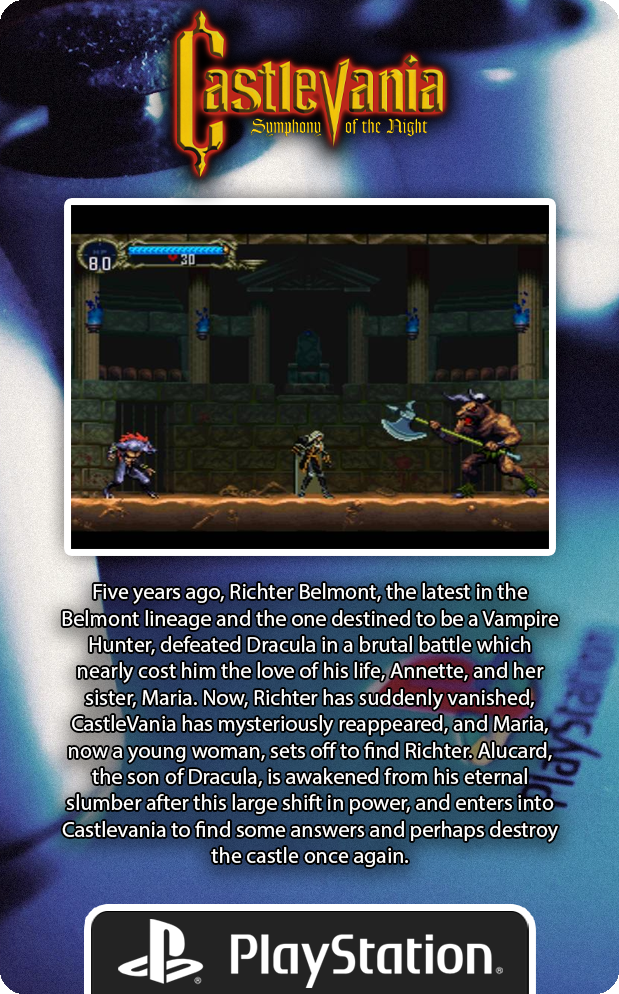 Castlevania
Symphony of the Night
HP
80
30
Five years ago, Richter Belmont, the latest in the
Belmont lineage and the one destined to be a Vampire
Hunter, defeated Dracula in a brutal battle which
nearly cost him the love of his life, Annette, and her
sister, Maria. Now, Richter has suddenly vanished,
CastleVania has mysteriously reappeared, and Maria,
now a young woman, sets off to find Richter. Alucard,
the son of Dracula, is awakened from his eternal
slumber after this large shift in power, and enters into
Castlevania to find some answers and perhaps destroy
the castle once again.
PlayStation
PlayStation®